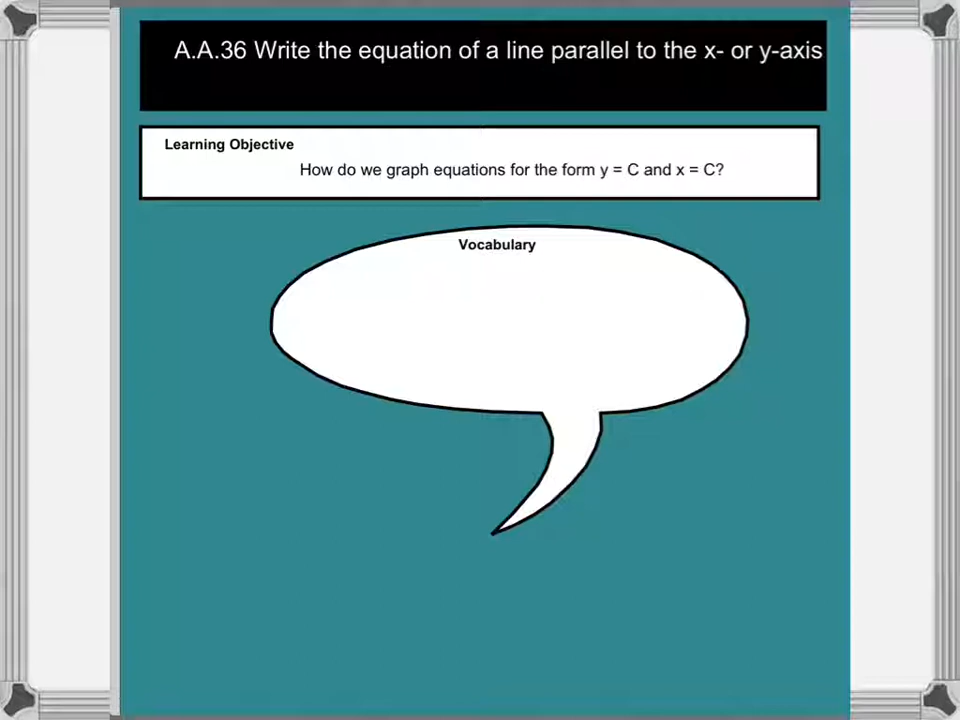 A.A.36 Write the equation of a line parallel to the x- or y-axis
Learning Objective
How do we graph equations for the form y = C and x = C?
Vocabulary